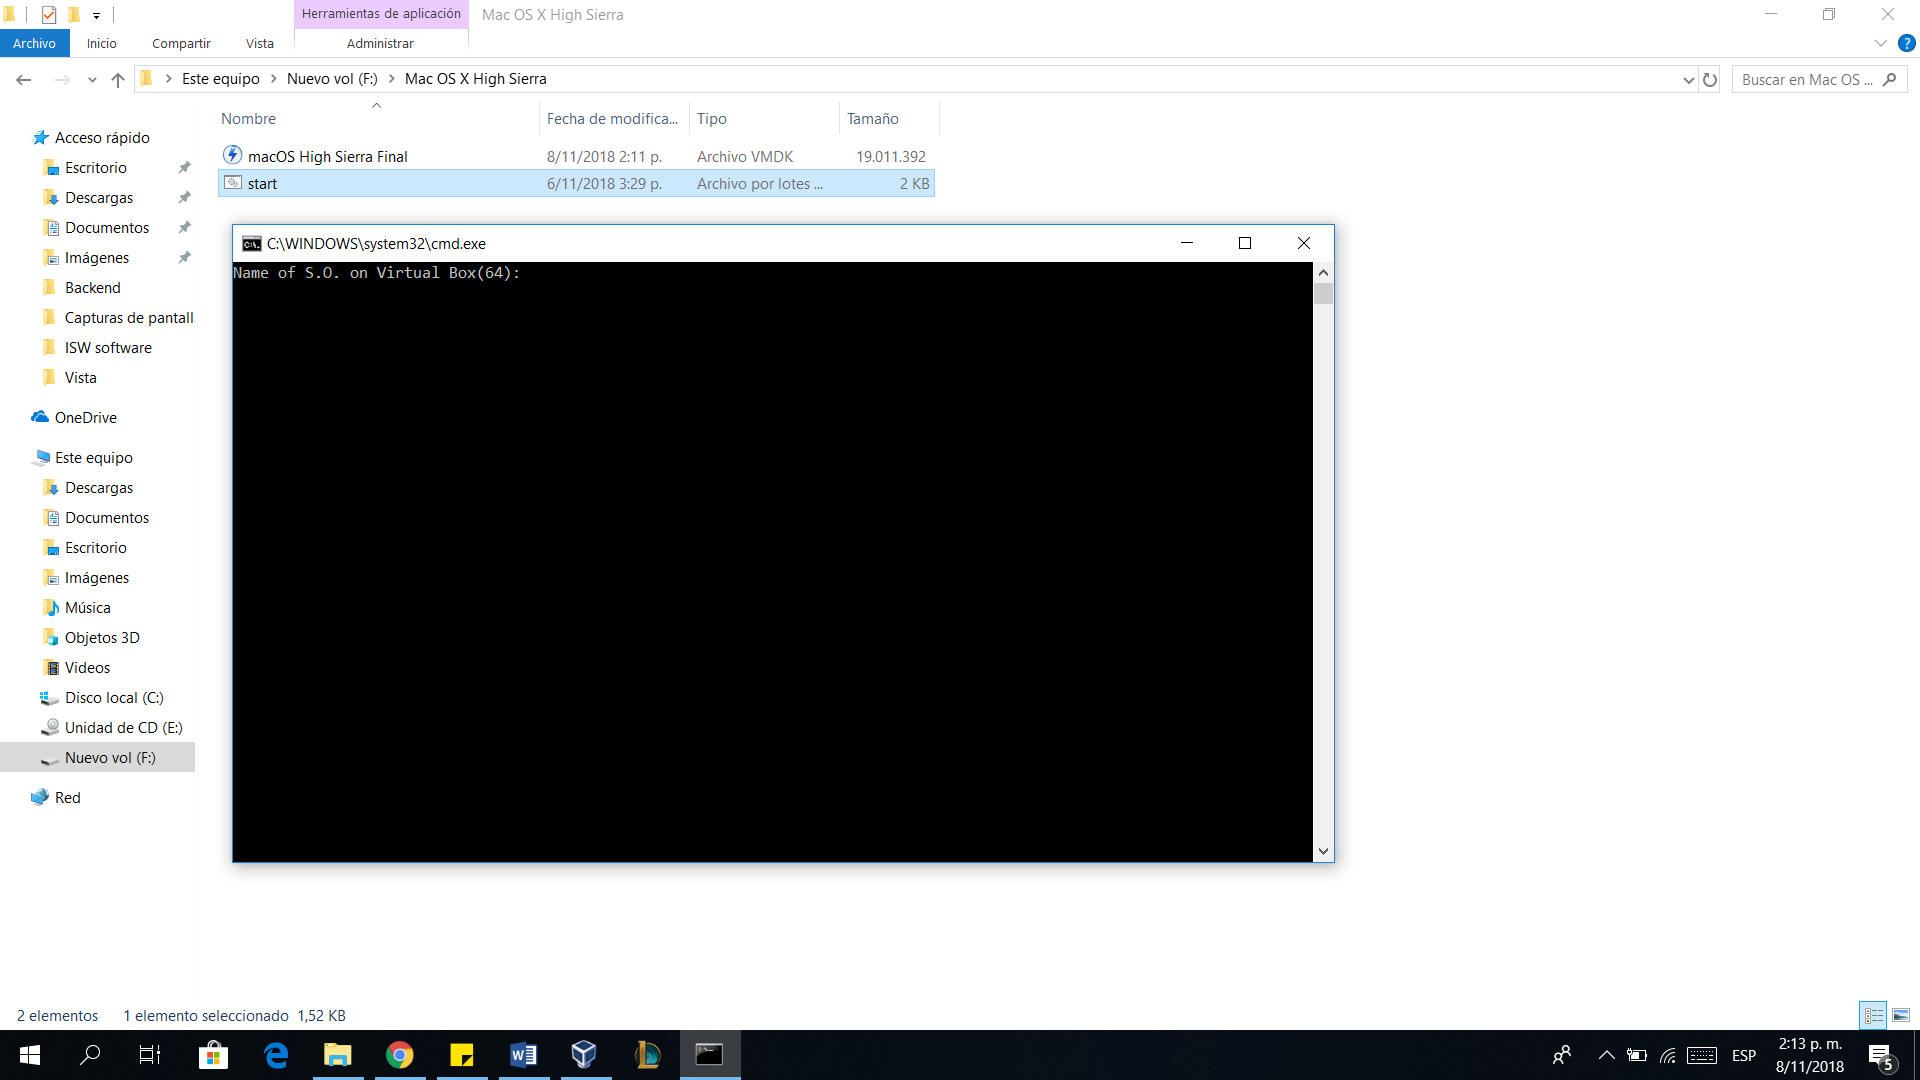 Herramientas de aplicación
Mac OS X High Sierra
Archivo
Inicio
Compartir
Vista
Administrar
?
Este equipo
Nuevo vol (F:)
Mac OS X High Sierra
Buscar en Mac OS ...
Nombre
Fecha de modifica...
Tipo
Tamaño
macOS High Sierra Final
8/11/2018 2:11 p.
Archivo VMDK
19.011.392
start
6/11/2018 3:29 p.
Archivo por lotes ...
2 KB
Acceso rápido
Escritorio
Descargas
Documentos
Imágenes
Backend
Capturas de pantall
ISW software
Vista
OneDrive
Este equipo
Descargas
Documentos
Escritorio
Imágenes
Música
Objetos 3D
Videos
Disco local (C:)
Unidad de CD (E:)
Nuevo vol (F:)
Red
C:\WINDOWS\system32\cmd.exe
Name of S.O. on Virtual Box(64):
2 elementos
1 elemento seleccionado 1,52 KB
ESP
2:13 p. m.
8/11/2018
5